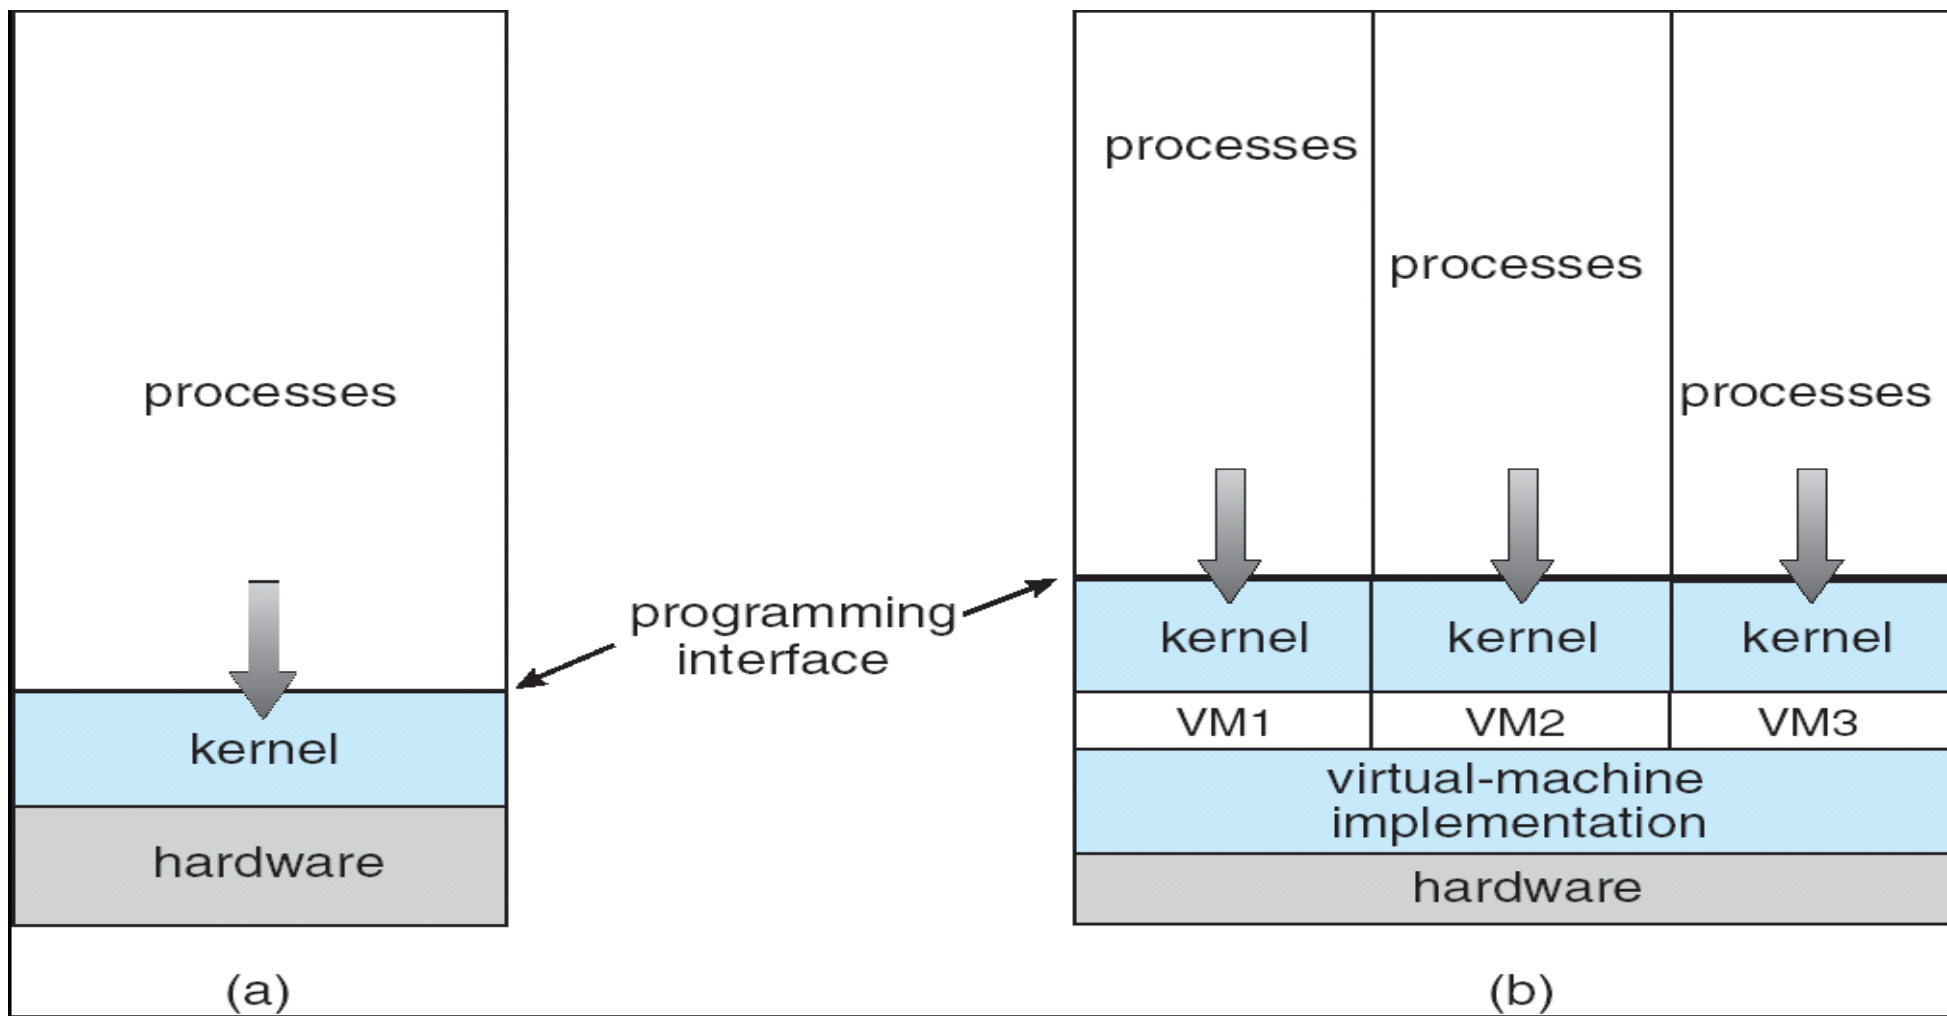 processes
kernel
hardware
(a)
programming
interface
processes
processes
processes
kernel
kernel
kernel
VM1
VM2
VM3
virtual-machine
implementation
hardware
(b)